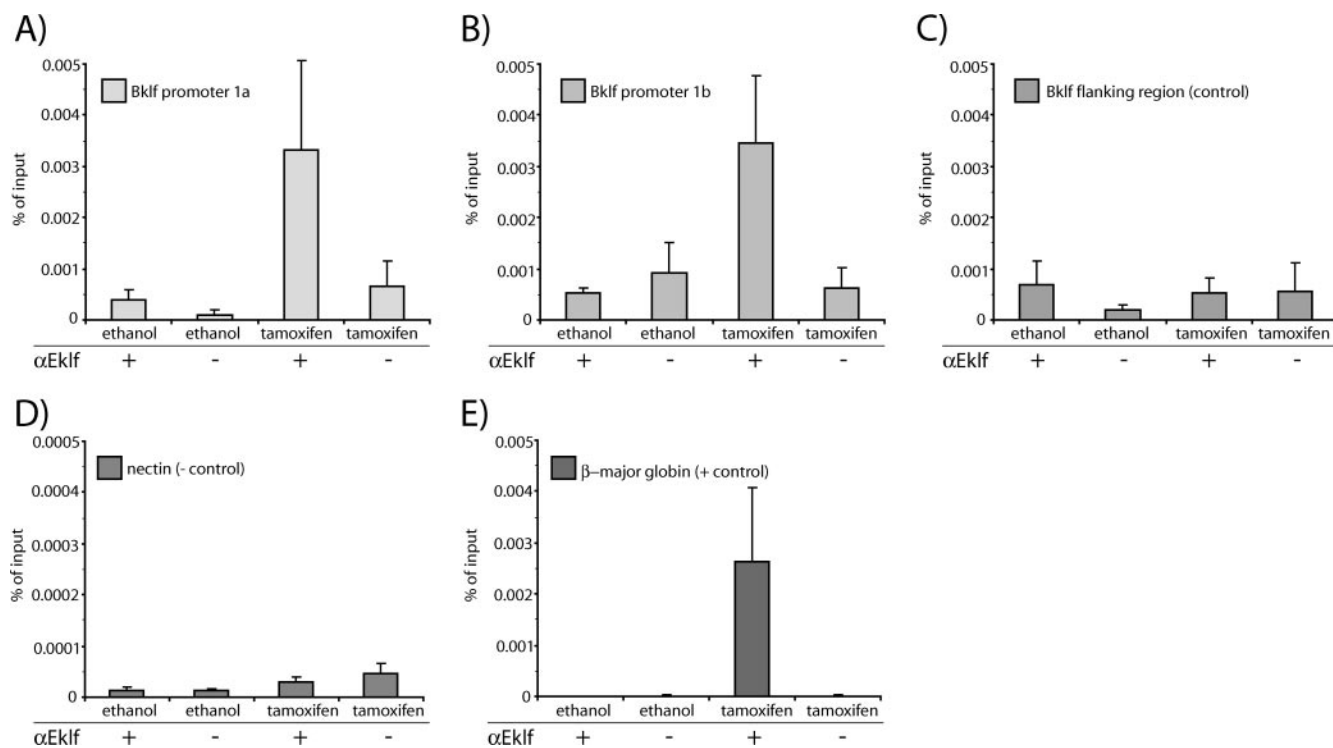 A)
0.005
0.004
0.003
0.002
0.001
0
% of input
Bklf promoter 1a
ethanol ethanol tamoxifen tamoxifen
αEklf + - + -
B)
0.005
0.004
0.003
0.002
0.001
0
% of input
Bklf promoter 1b
ethanol ethanol tamoxifen tamoxifen
αEklf + - + -
C)
0.005
0.004
0.003
0.002
0.001
0
% of input
Bklf flanking region (control)
ethanol ethanol tamoxifen tamoxifen
αEklf + - + -
D)
0.0005
0.0004
0.0003
0.0002
0.0001
0
% of input
nectin (- control)
ethanol ethanol tamoxifen tamoxifen
αEklf + - + -
E)
0.005
0.004
0.003
0.002
0.001
0
% of input
β–major globin (+ control)
ethanol ethanol tamoxifen tamoxifen
αEklf + - + -